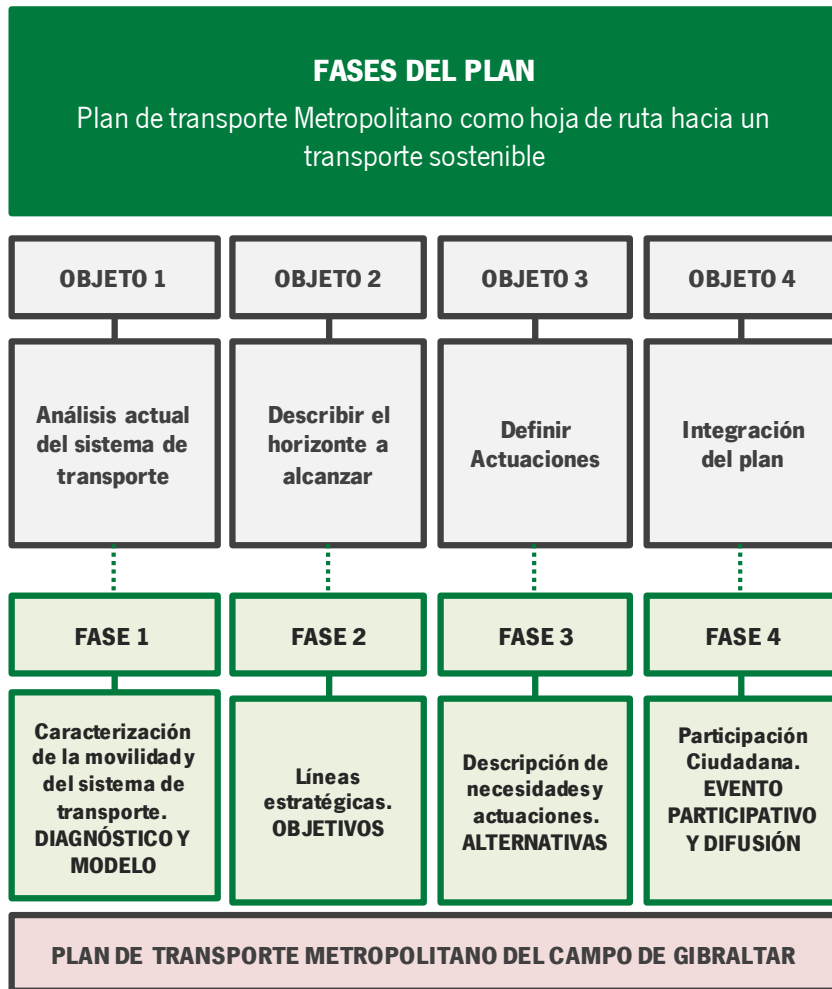 FASES DEL PLAN
Plan de transporte Metropolitano como hoja de ruta hacia un
transporte sostenible
OBJETO 1
OBJETO 2
OBJETO 3
OBJETO 4
Análisis actual
del sistema de
transporte
Describir el
horizonte a
alcanzar
Definir
Actuaciones
Integración
del plan
FASE 1
FASE 2
FASE 3
FASE 4
Caracterización
de la movilidad y
del sistema de
transporte.
DIAGNÓSTICO Y
MODELO
Líneas
estratégicas.
OBJETIVOS
Descripción de
necesidades y
actuaciones.
ALTERNATIVAS
Participación
Ciudadana.
EVENTO
PARTICIPATIVO
Y DIFUSIÓN
PLAN DE TRANSPORTE METROPOLITANO DEL CAMPO DE GIBRALTAR